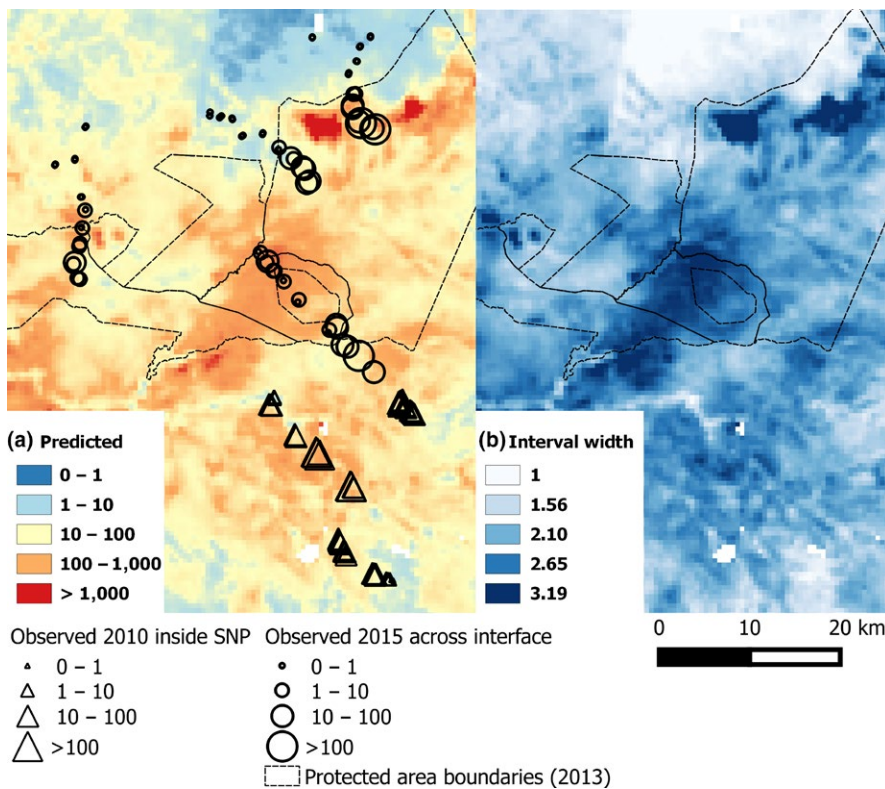 (a) Predicted
0 – 1
1 – 10
10 – 100
100 – 1,000
> 1,000
(b) Interval width
1
1.56
2.10
2.65
3.19
0 10 20 km
Observed 2010 inside SNP
0 – 1
1 – 10
10 – 100
>100
Observed 2015 across interface
0 – 1
1 – 10
10 – 100
>100
Protected area boundaries (2013)